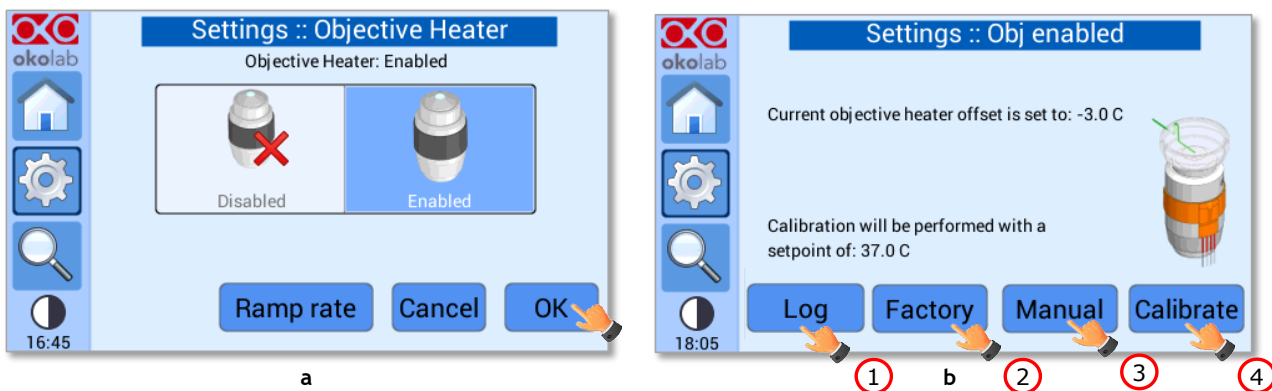 okolab
Settings :: Objective Heater
Objective Heater: Enabled
Disabled
Enabled
Ramp rate
Cancel
OK
16:45
a
okolab
Settings :: Obj enabled
Current objective heater offset is set to: -3.0 C
Calibration will be performed with a
setpoint of: 37.0 C
Log
Factory
Manual
Calibrate
18:05
1
b
2
3
4